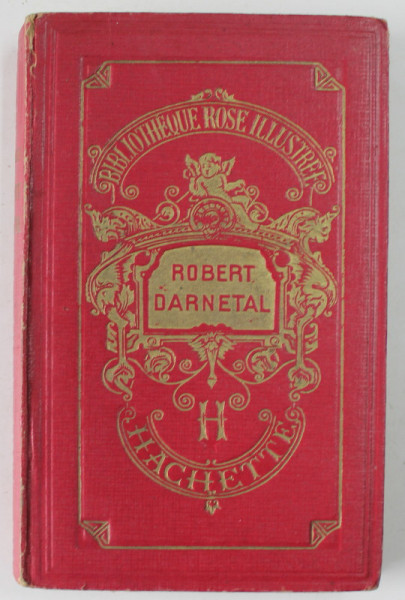 BIBLIOTHEQUE ROSE ILLUSTREE
ROBERT
DARNETAL
H
HACHETTE